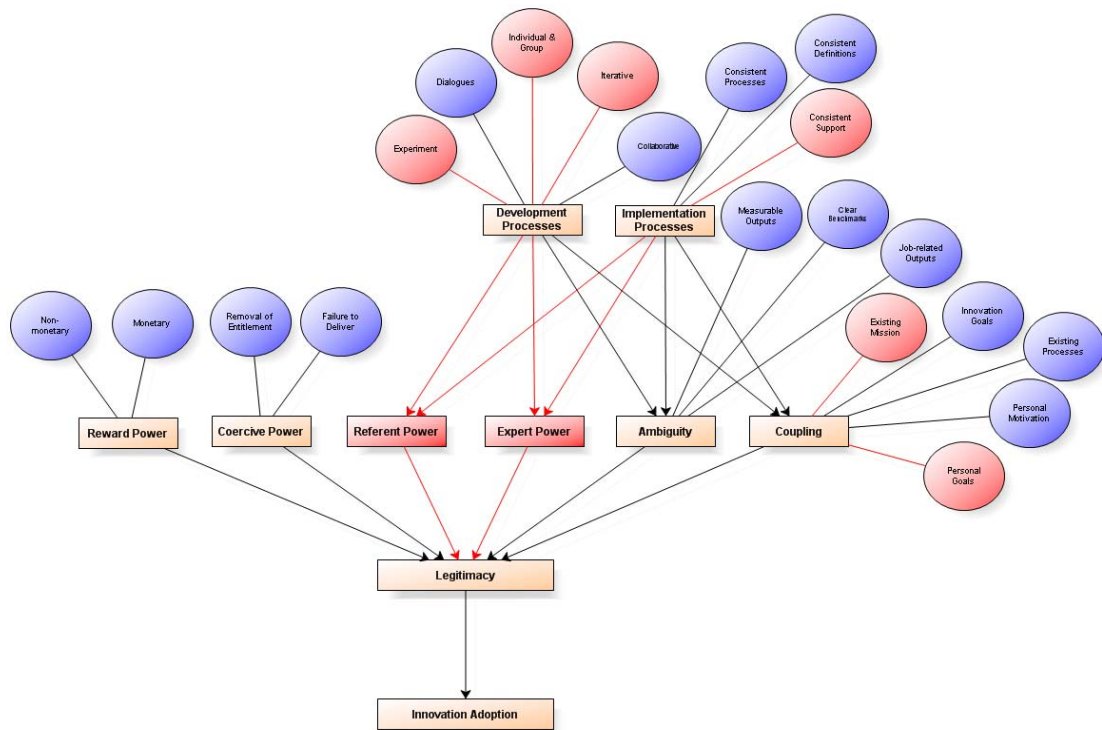 Individual &
Group
Consistent
Definitions
Dialogues
Iterative
Consistent
Processes
Consistent
Support
Experiment
Collaborative
Development
Processes
Implementation
Processes
Measurable
Outputs
Clear
Benchmarks
Job-related
Outputs
Non-
monetary
Monetary
Removal of
Entitlement
Failure to
Deliver
Existing
Mission
Innovation
Goals
Existing
Processes
Personal
Motivation
Reward Power
Coercive Power
Referent Power
Expert Power
Ambiguity
Coupling
Personal
Goals
Legitimacy
Innovation Adoption